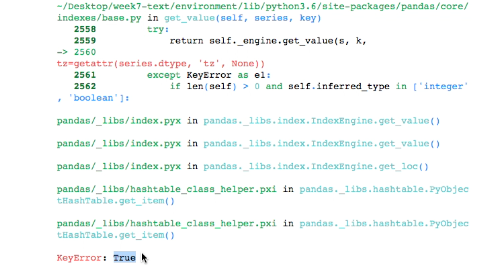 ~/Desktop/week7-text/environment/lib/python3.6/site-packages/pandas/core/
indexes/base.py in get_value(self, series, key)
2558 try:
2559 return self._engine.get_value(s, k,
-> 2560
tz=getattr(series.dtype, 'tz', None))
2561 except KeyError as e1:
2562 if len(self) > 0 and self.inferred_type in ['integer'
, 'boolean']:
pandas/_libs/index.pyx in pandas._libs.index.IndexEngine.get_value()
pandas/_libs/index.pyx in pandas._libs.index.IndexEngine.get_value()
pandas/_libs/index.pyx in pandas._libs.index.IndexEngine.get_loc()
pandas/_libs/hashtable_class_helper.pxi in pandas._libs.hashtable.PyObjec
tHashTable.get_item()
pandas/_libs/hashtable_class_helper.pxi in pandas._libs.hashtable.PyObjec
tHashTable.get_item()
KeyError: True